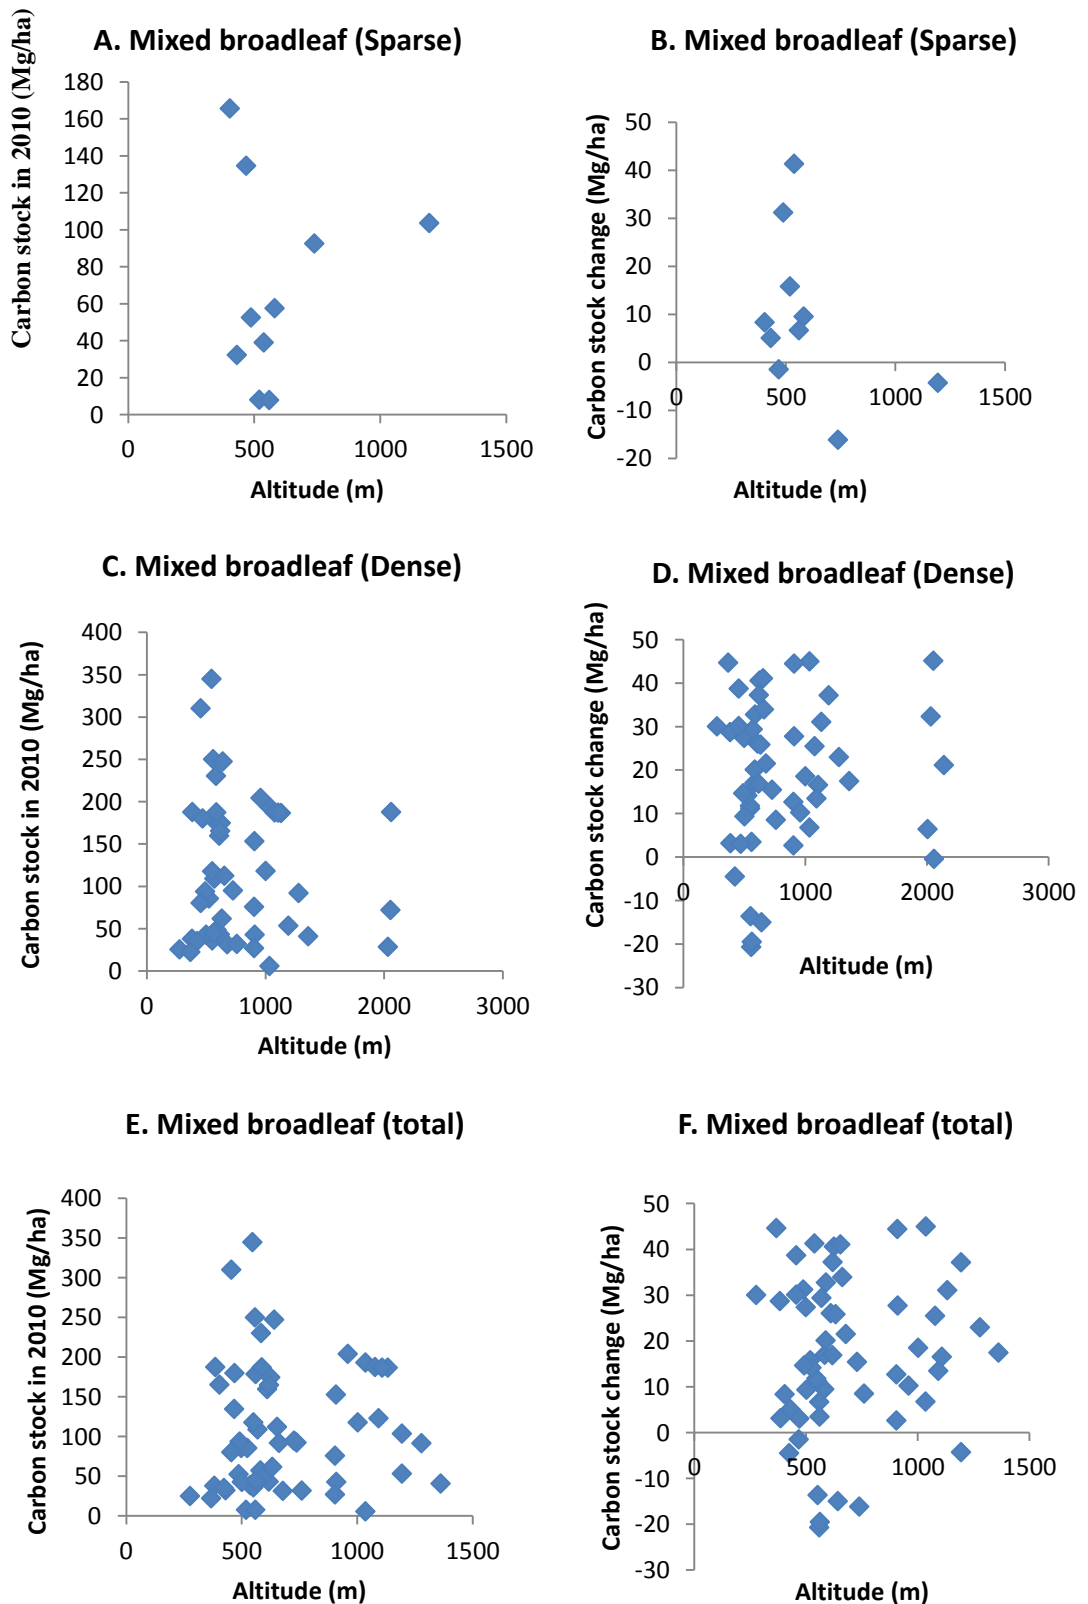 A. Mixed broadleaf (Sparse)
Carbon stock in 2010 (Mg/ha)
180
160
140
120
100
80
60
40
20
0
0 500 1000 1500
Altitude (m)
B. Mixed broadleaf (Sparse)
Carbon stock change (Mg/ha)
50
40
30
20
10
0
-10
-20
0 500 1000 1500
Altitude (m)
C. Mixed broadleaf (Dense)
Carbon stock in 2010 (Mg/ha)
400
350
300
250
200
150
100
50
0
0 1000 2000 3000
Altitude (m)
D. Mixed broadleaf (Dense)
Carbon stock change (Mg/ha)
50
40
30
20
10
0
-10
-20
-30
0 1000 2000 3000
Altitude (m)
E. Mixed broadleaf (total)
Carbon stock in 2010 (Mg/ha)
400
350
300
250
200
150
100
50
0
0 500 1000 1500
Altitude (m)
F. Mixed broadleaf (total)
Carbon stock change (Mg/ha)
50
40
30
20
10
0
-10
-20
-30
0 500 1000 1500
Altitude (m)